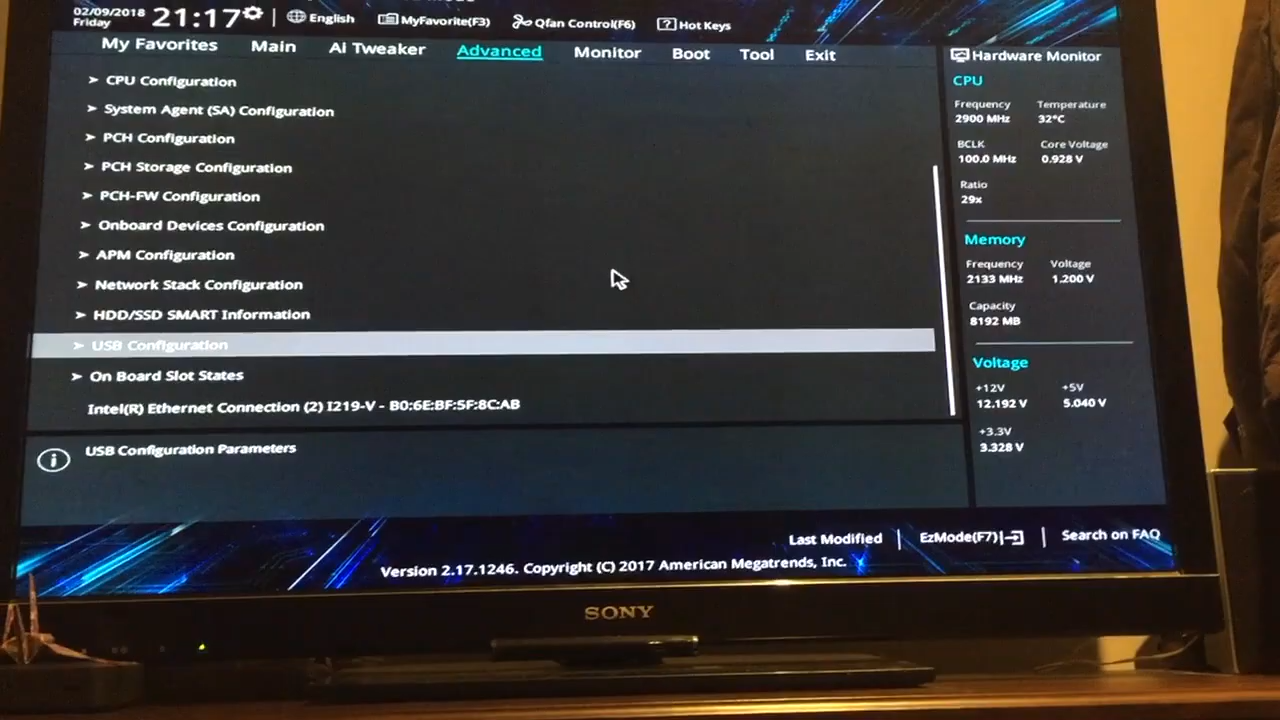 02/09/2018
Friday
21:17
English
MyFavorite(F3)
Qfan Control(F6)
? Hot Keys
My Favorites
Main
Ai Tweaker
Advanced
Monitor
Boot
Tool
Exit
> CPU Configuration
> System Agent (SA) Configuration
> PCH Configuration
> PCH Storage Configuration
> PCH-FW Configuration
> Onboard Devices Configuration
> APM Configuration
> Network Stack Configuration
> HDD/SSD SMART Information
> USB Configuration
> On Board Slot States
Intel(R) Ethernet Connection (2) I219-V - B0:6E:BF:5F:8C:AB
i USB Configuration Parameters
Hardware Monitor
CPU
Frequency Temperature
2900 MHz 32°C
BCLK Core Voltage
100.0 MHz 0.928 V
Ratio
29x
Memory
Frequency Voltage
2133 MHz 1.200 V
Capacity
8192 MB
Voltage
+12V +5V
12.192 V 5.040 V
+3.3V
3.328 V
Last Modified
EzMode(F7)
Search on FAQ
Version 2.17.1246. Copyright (C) 2017 American Megatrends, Inc.
SONY